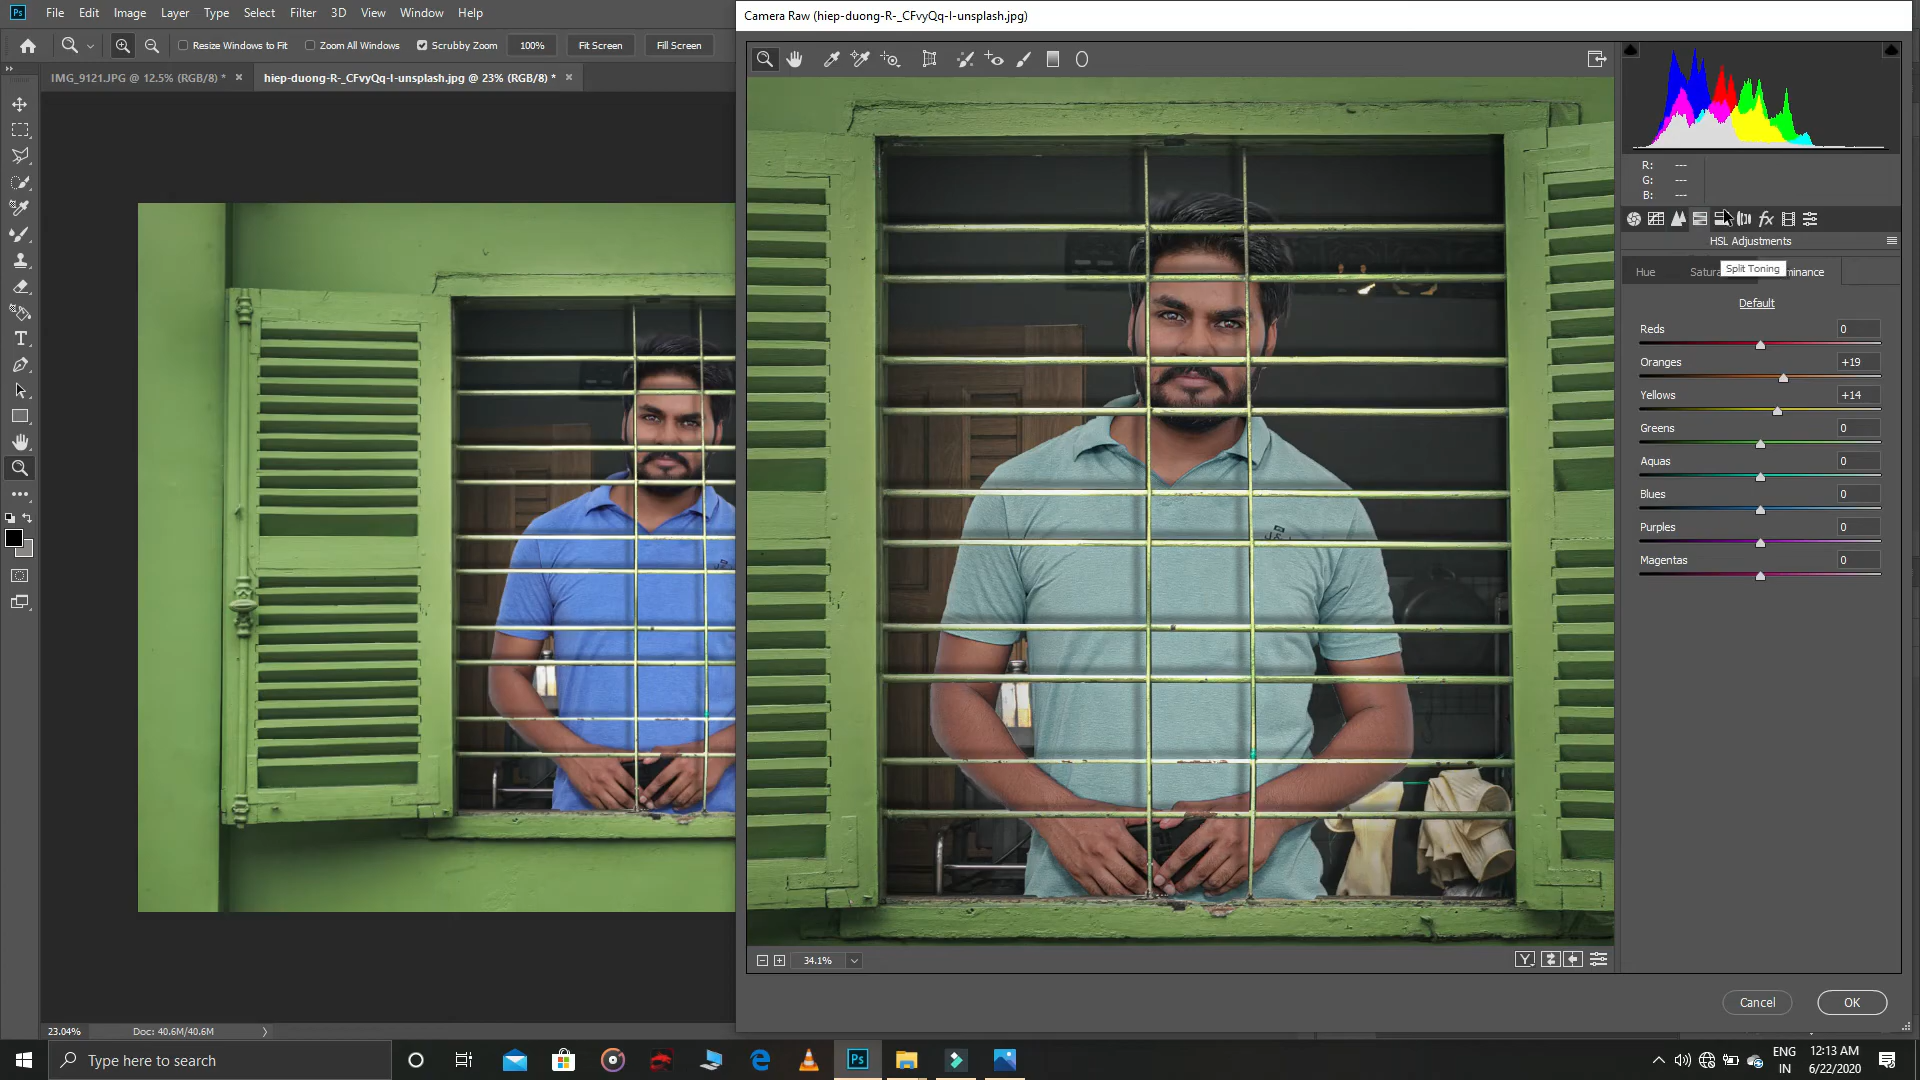 Ps File Edit Image Layer Type Select Filter 3D View Window Help
Camera Raw (hiep-duong-R-_CFvyQq-I-unsplash.jpg)
Resize Windows to Fit Zoom All Windows Scrubby Zoom 100% Fit Screen Fill Screen
IMG_9121.JPG @ 12.5% (RGB/8) * × hiep-duong-R-_CFvyQq-I-unsplash.jpg @ 23% (RGB/8) * ×
R: ---
G: ---
B: ---
HSL Adjustments
Hue
Split Toning
Default
Reds 0
Oranges +19
Yellows +14
Greens 0
Aquas 0
Blues 0
Purples 0
Magentas 0
34.1%
Y
Cancel OK
23.04% Doc: 40.6M/40.6M
Type here to search
Ps
ENG
IN
12:13 AM
6/22/2020